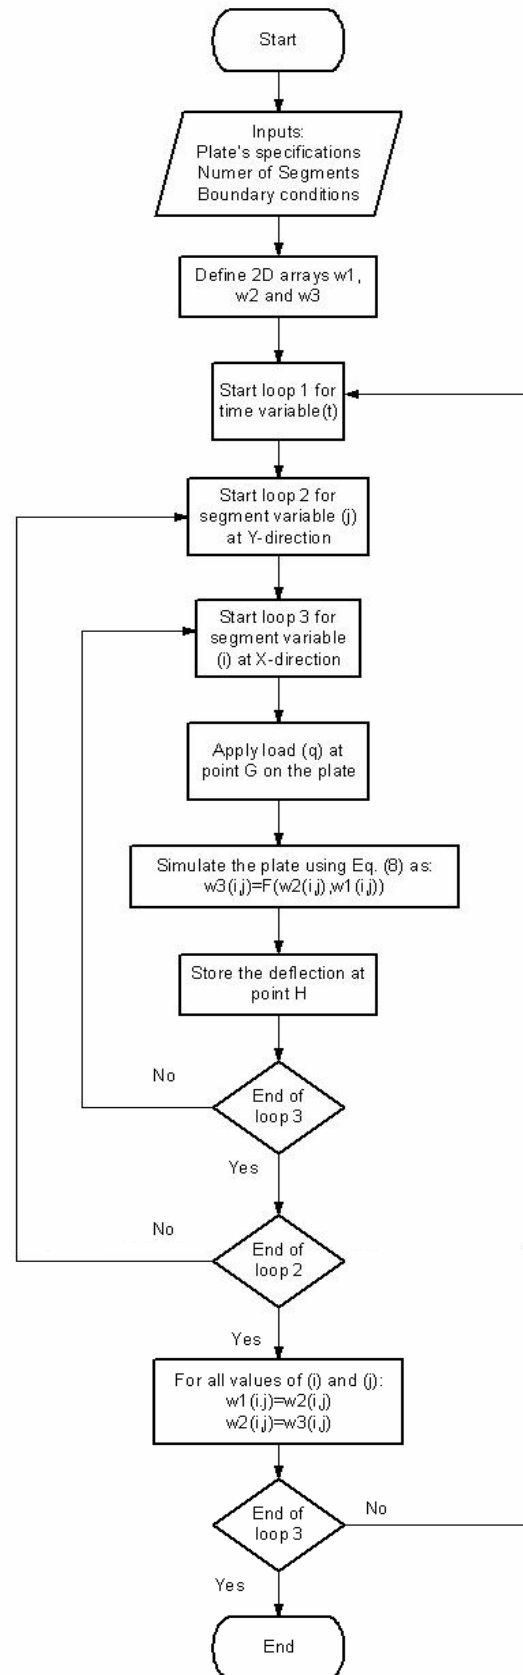 Start
Inputs:
Plate's specifications
Numer of Segments
Boundary conditions
Define 2D arrays w1,
w2 and w3
Start loop 1 for
time variable(t)
Start loop 2 for
segment variable (j)
at Y-direction
Start loop 3 for
segment variable
(i) at X-direction
Apply load (q) at
point G on the plate
Simulate the plate using Eq. (8) as:
w3(i,j)=F(w2(i,j),w1(i,j))
Store the deflection at
point H
No
End of
loop 3
Yes
No
End of
loop 2
Yes
For all values of (i) and (j):
w1(i.j)=w2(i,j)
w2(i,j)=w3(i,j)
End of
loop 3
No
Yes
End